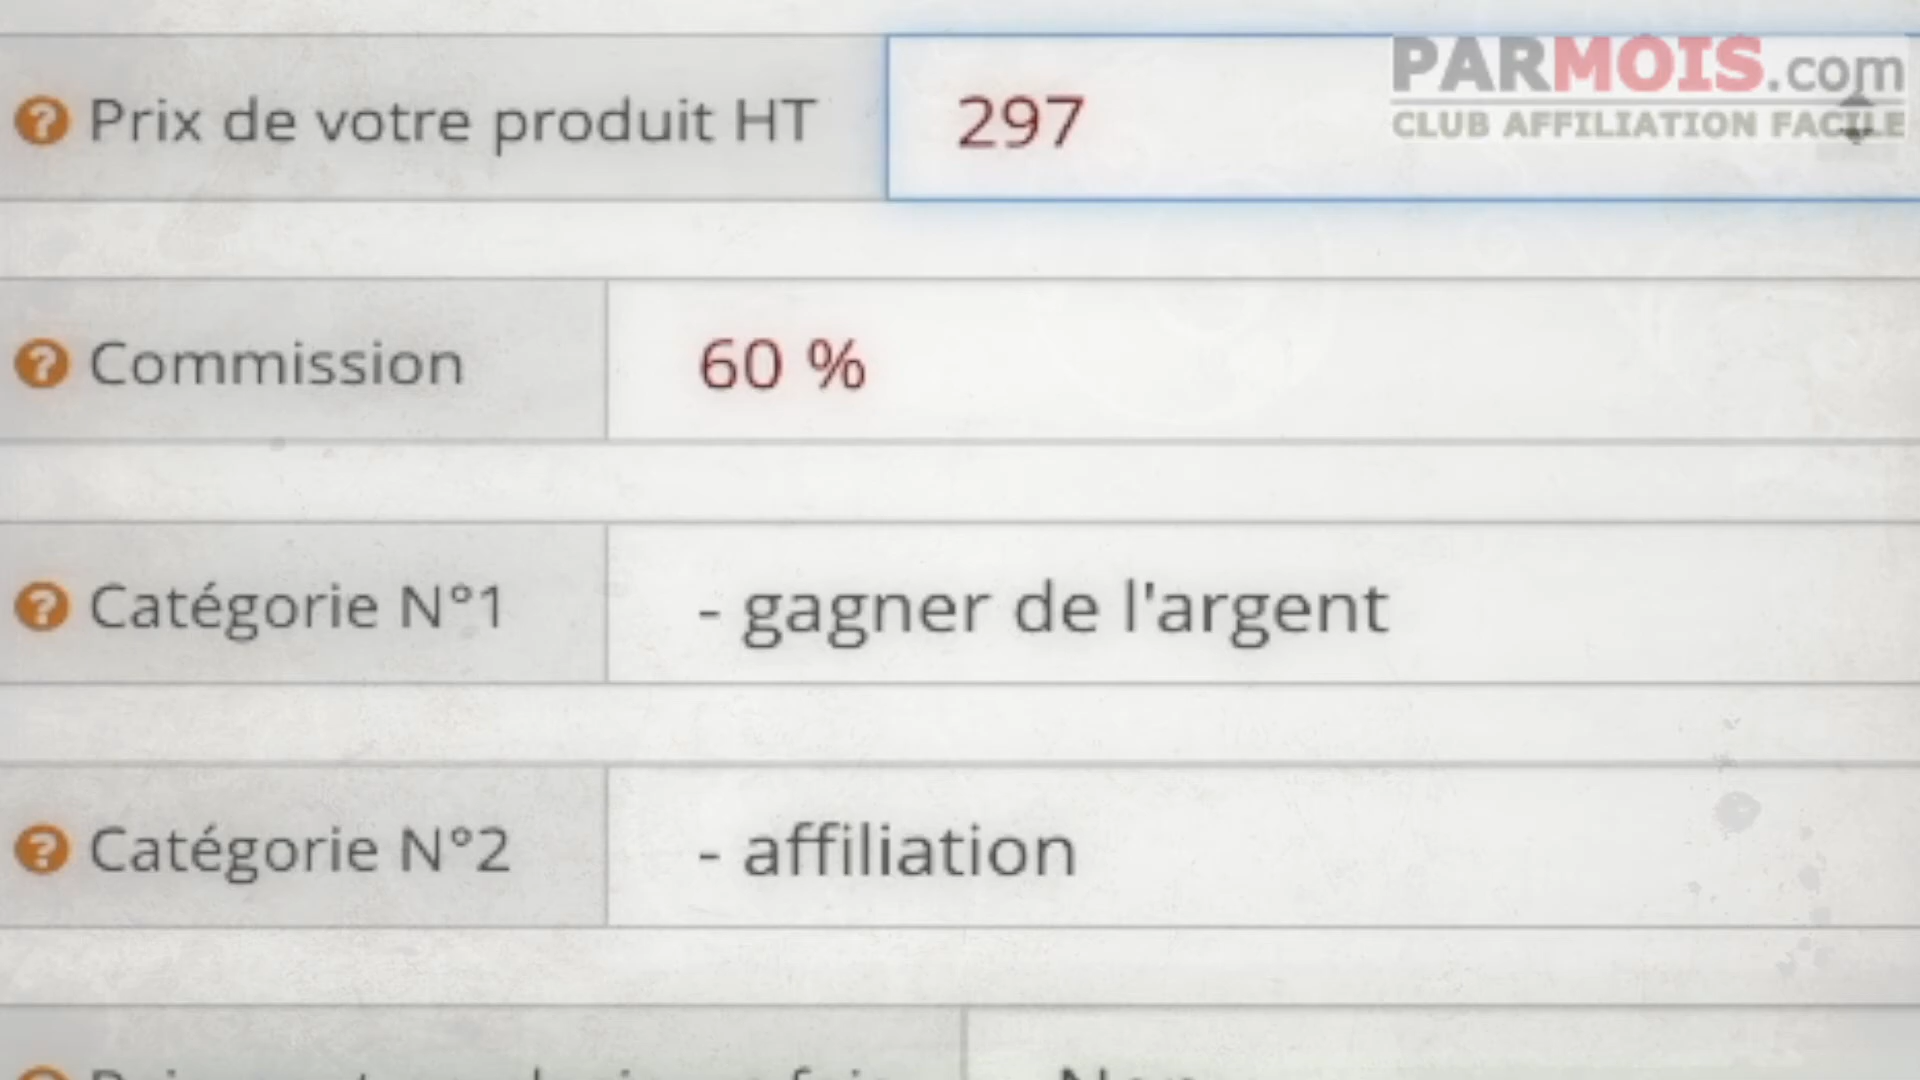 PARMOIS.com
CLUB AFFILIATION FACILE
Prix de votre produit HT 297
Commission 60 %
Catégorie N°1 - gagner de l'argent
Catégorie N°2 - affiliation